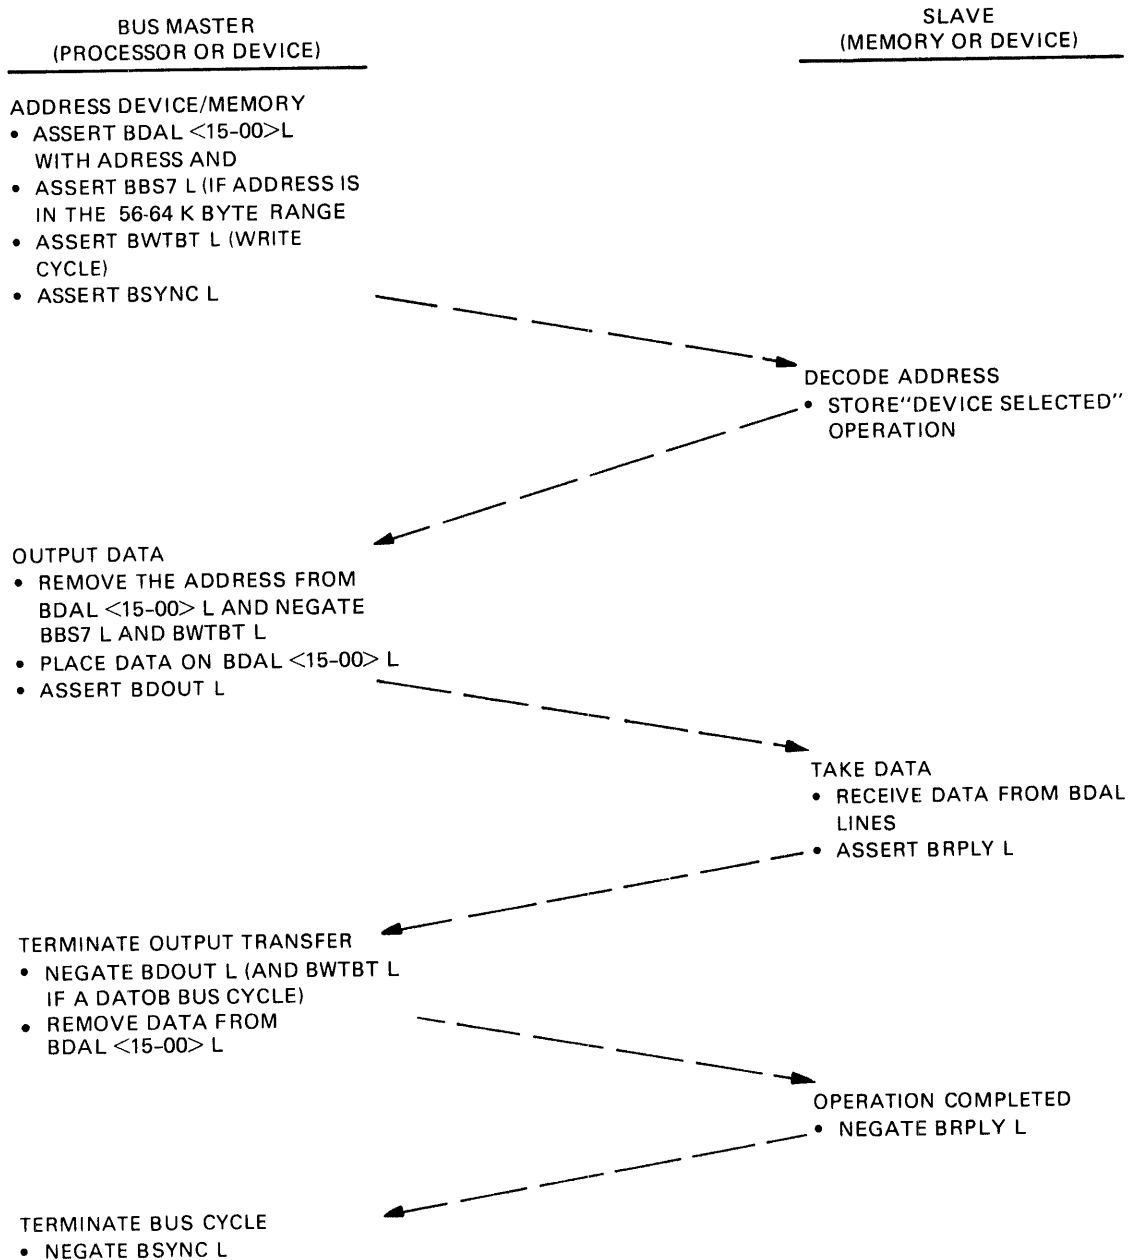 BUS MASTER
(PROCESSOR OR DEVICE)
SLAVE
(MEMORY OR DEVICE)
ADDRESS DEVICE/MEMORY
• ASSERT BDAL <15-00>L
WITH ADRESS AND
• ASSERT BBS7 L (IF ADDRESS IS
IN THE 56-64 K BYTE RANGE
• ASSERT BWTBT L (WRITE
CYCLE)
• ASSERT BSYNC L
DECODE ADDRESS
• STORE"DEVICE SELECTED"
OPERATION
OUTPUT DATA
• REMOVE THE ADDRESS FROM
BDAL <15-00> L AND NEGATE
BBS7 L AND BWTBT L
• PLACE DATA ON BDAL <15-00> L
• ASSERT BDOUT L
TAKE DATA
• RECEIVE DATA FROM BDAL
LINES
• ASSERT BRPLY L
TERMINATE OUTPUT TRANSFER
• NEGATE BDOUT L (AND BWTBT L
IF A DATOB BUS CYCLE)
• REMOVE DATA FROM
BDAL <15-00> L
OPERATION COMPLETED
• NEGATE BRPLY L
TERMINATE BUS CYCLE
• NEGATE BSYNC L